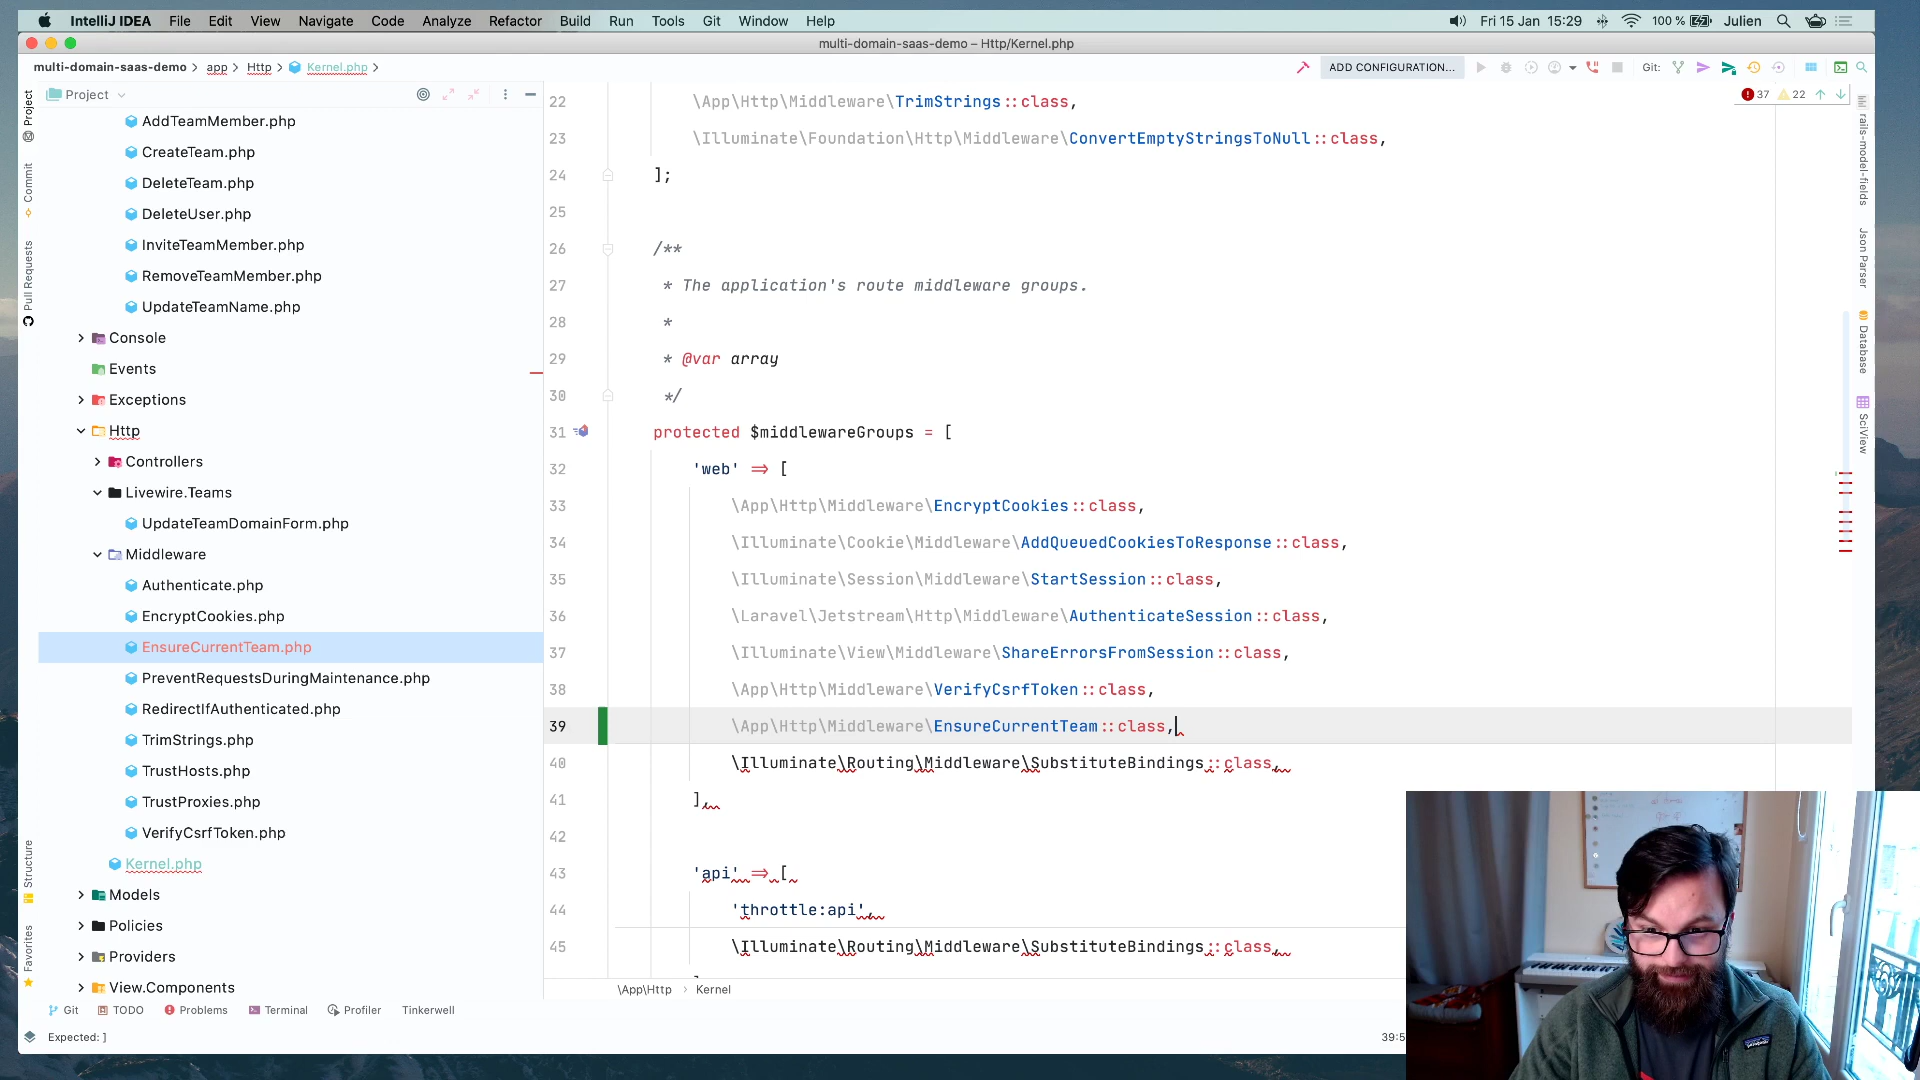 IntelliJ IDEA File Edit View Navigate Code Analyze Refactor Build Run Tools Git Window Help Fri 15 Jan 15:29 100 % Julien
multi-domain-saas-demo – Http/Kernel.php
multi-domain-saas-demo app Http Kernel.php ADD CONFIGURATION... Git:
Project
37 22
AddTeamMember.php
CreateTeam.php
DeleteTeam.php
DeleteUser.php
InviteTeamMember.php
RemoveTeamMember.php
UpdateTeamName.php
Console
Events
Exceptions
Http
Controllers
Livewire.Teams
UpdateTeamDomainForm.php
Middleware
Authenticate.php
EncryptCookies.php
EnsureCurrentTeam.php
PreventRequestsDuringMaintenance.php
RedirectIfAuthenticated.php
TrimStrings.php
TrustHosts.php
TrustProxies.php
VerifyCsrfToken.php
Kernel.php
Models
Policies
Providers
View.Components
Project
Commit
Pull Requests
Structure
Favorites
22 \App\Http\Middleware\TrimStrings::class,
23 \Illuminate\Foundation\Http\Middleware\ConvertEmptyStringsToNull::class,
24 ];
25
26 /**
27 * The application's route middleware groups.
28 *
29 * @var array
30 */
31 protected $middlewareGroups = [
32 'web' => [
33 \App\Http\Middleware\EncryptCookies::class,
34 \Illuminate\Cookie\Middleware\AddQueuedCookiesToResponse::class,
35 \Illuminate\Session\Middleware\StartSession::class,
36 \Laravel\Jetstream\Http\Middleware\AuthenticateSession::class,
37 \Illuminate\View\Middleware\ShareErrorsFromSession::class,
38 \App\Http\Middleware\VerifyCsrfToken::class,
39 \App\Http\Middleware\EnsureCurrentTeam::class,
40 \Illuminate\Routing\Middleware\SubstituteBindings::class,
41 ],
42
43 'api' => [
44 'throttle:api',
45 \Illuminate\Routing\Middleware\SubstituteBindings::class,
rails-model-fields
Json Parser
Database
SciView
\App\Http Kernel
Git TODO Problems Terminal Profiler Tinkerwell
Expected: ] 39:5